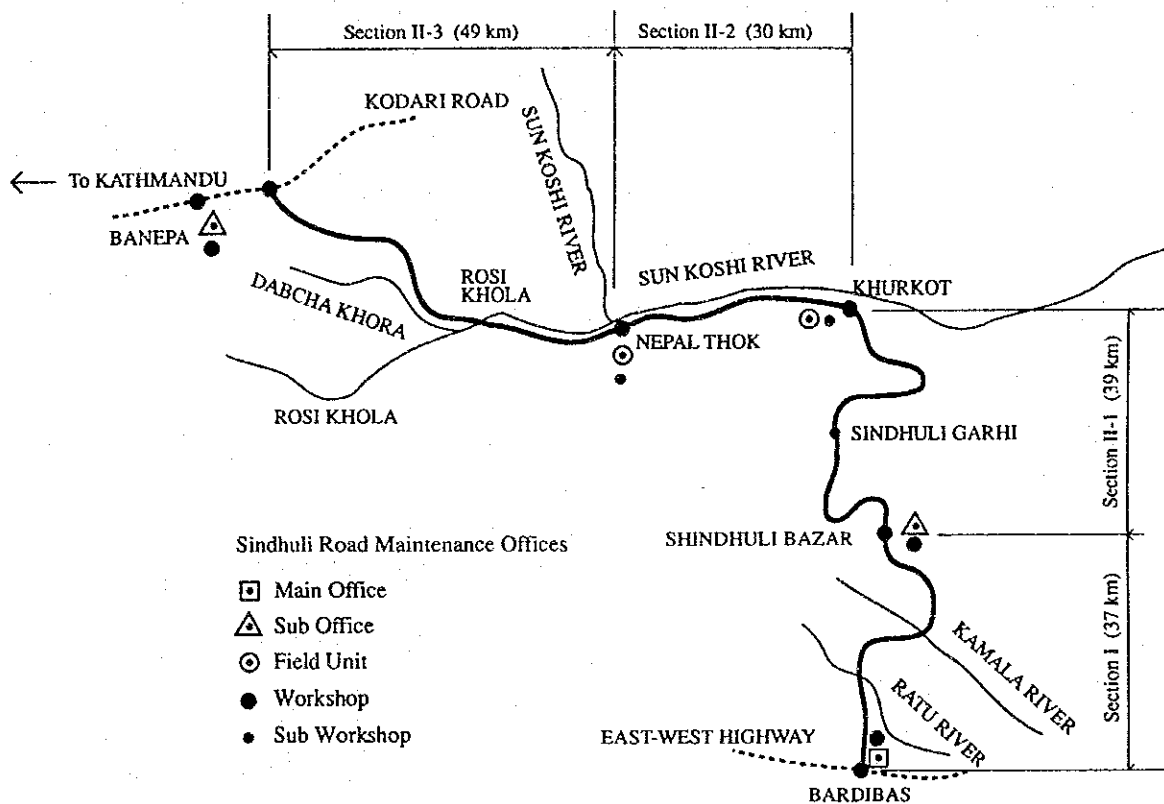 Section II-3 (49 km)
Section II-2 (30 km)
KODARI ROAD
SUN KOSHI RIVER
To KATHMANDU
BANEPA
DABCHA KHORA
ROSI
KHOLA
SUN KOSHI RIVER
KHURKOT
NEPAL THOK
ROSI KHOLA
SINDHULI GARHI
Section II-1 (39 km)
SHINDHULI BAZAR
Sindhuli Road Maintenance Offices
Main Office
Sub Office
Field Unit
Workshop
Sub Workshop
KAMALA RIVER
RATU RIVER
Section I (37 km)
EAST-WEST HIGHWAY
BARDIBAS